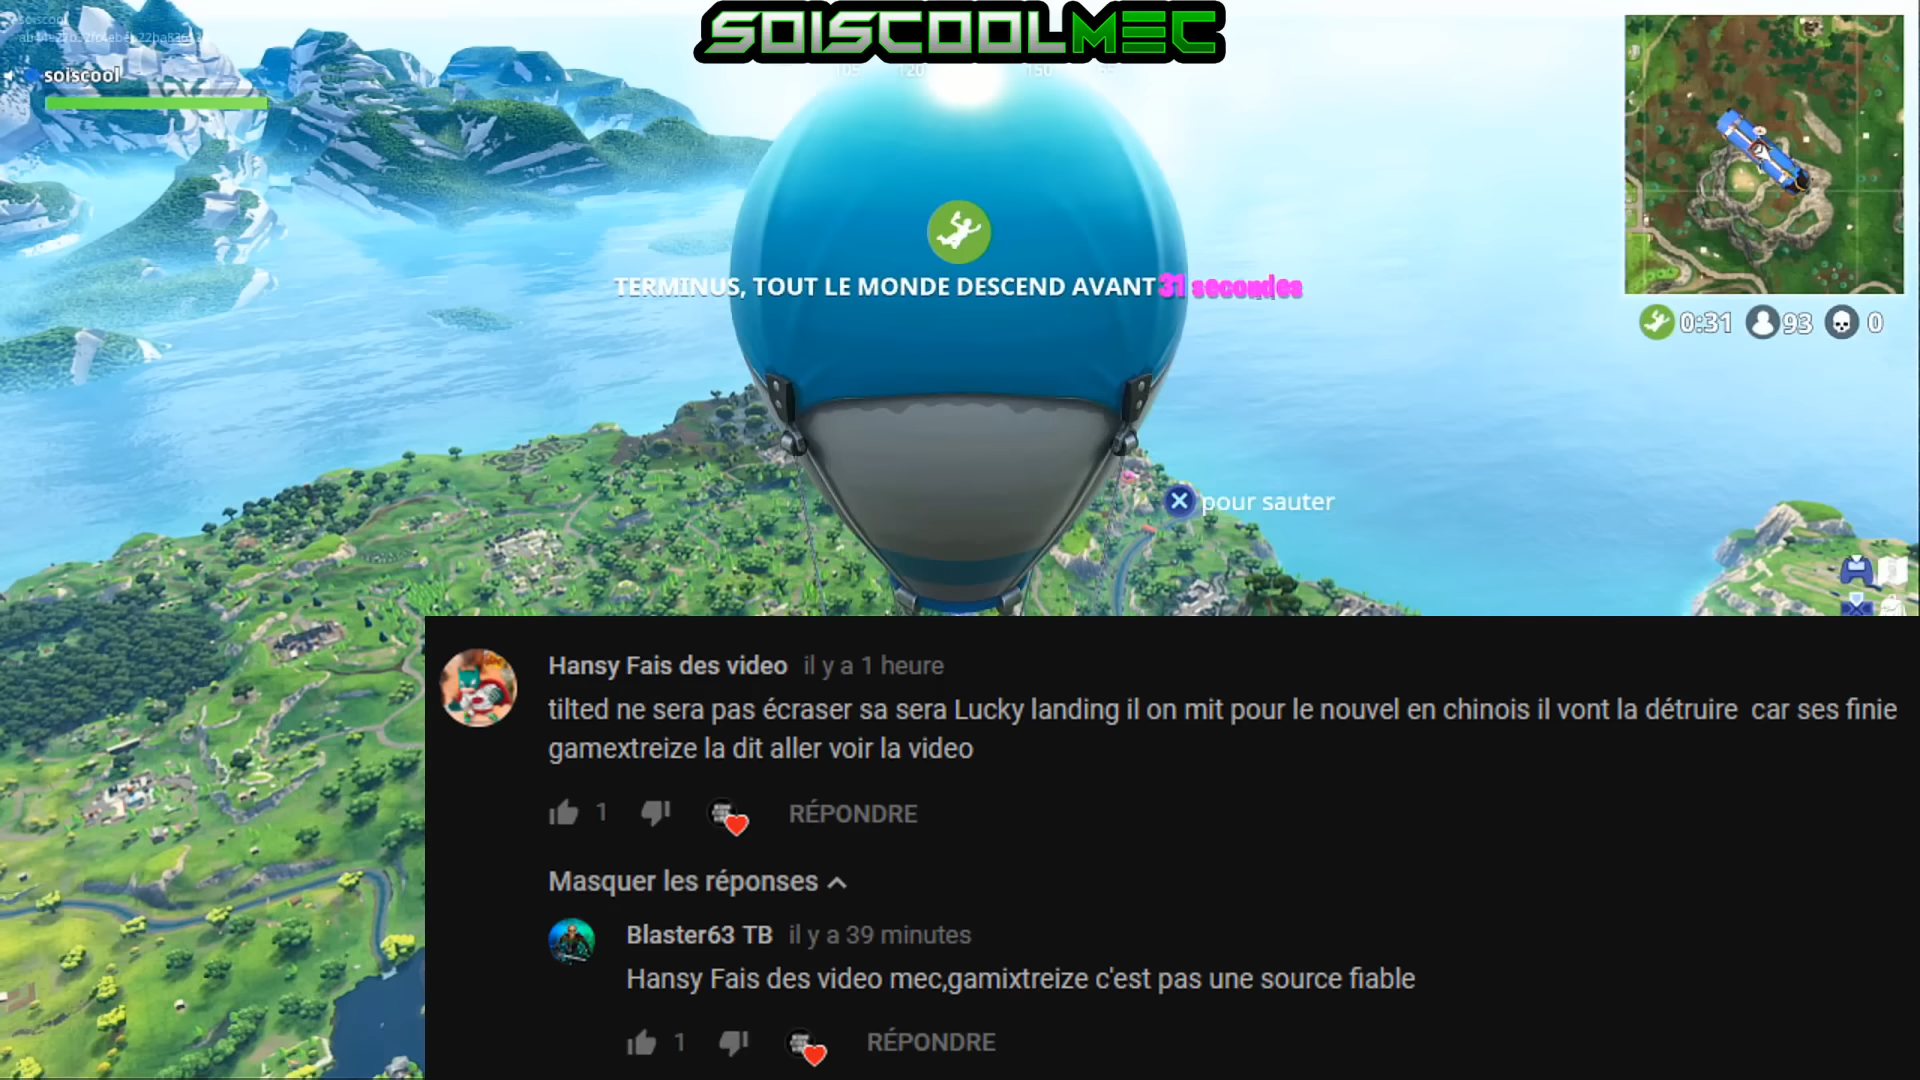 SOISCOOLMEC
soiscool
120 150
TERMINUS, TOUT LE MONDE DESCEND AVANT 31 secondes
0:31 93 0
pour sauter
Hansy Fais des video il y a 1 heure
tilted ne sera pas écraser sa sera Lucky landing il on mit pour le nouvel en chinois il vont la détruire car ses finie
gamextreize la dit aller voir la video
1 RÉPONDRE
Masquer les réponses
Blaster63 TB il y a 39 minutes
Hansy Fais des video mec,gamixtreize c'est pas une source fiable
1 RÉPONDRE